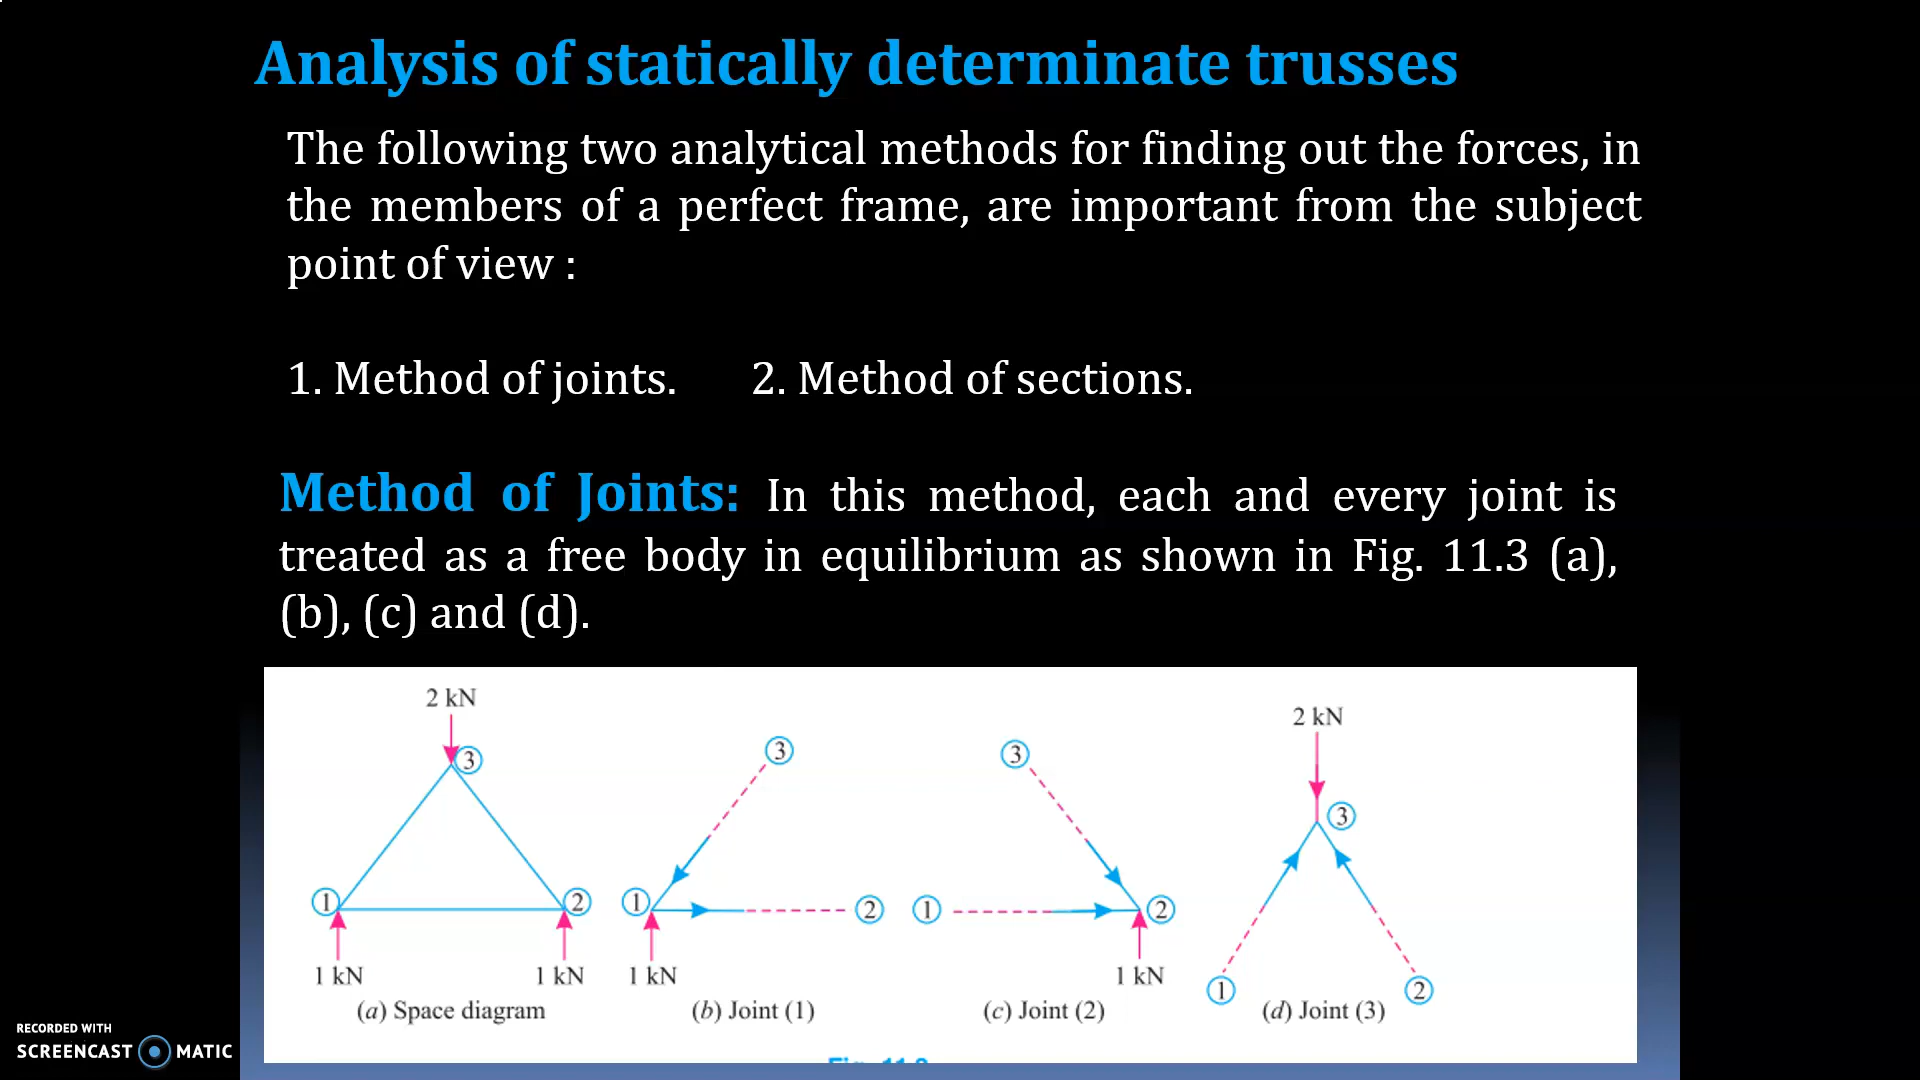 Analysis of statically determinate trusses
The following two analytical methods for finding out the forces, in
the members of a perfect frame, are important from the subject
point of view :
1. Method of joints. 2. Method of sections.
Method of Joints: In this method, each and every joint is
treated as a free body in equilibrium as shown in Fig. 11.3 (a),
(b), (c) and (d).
2 kN
3
1
2
1 kN
1 kN
(a) Space diagram
3
1
2
1 kN
(b) Joint (1)
3
1
2
1 kN
(c) Joint (2)
2 kN
3
1
2
(d) Joint (3)
RECORDED WITH
SCREENCAST MATIC